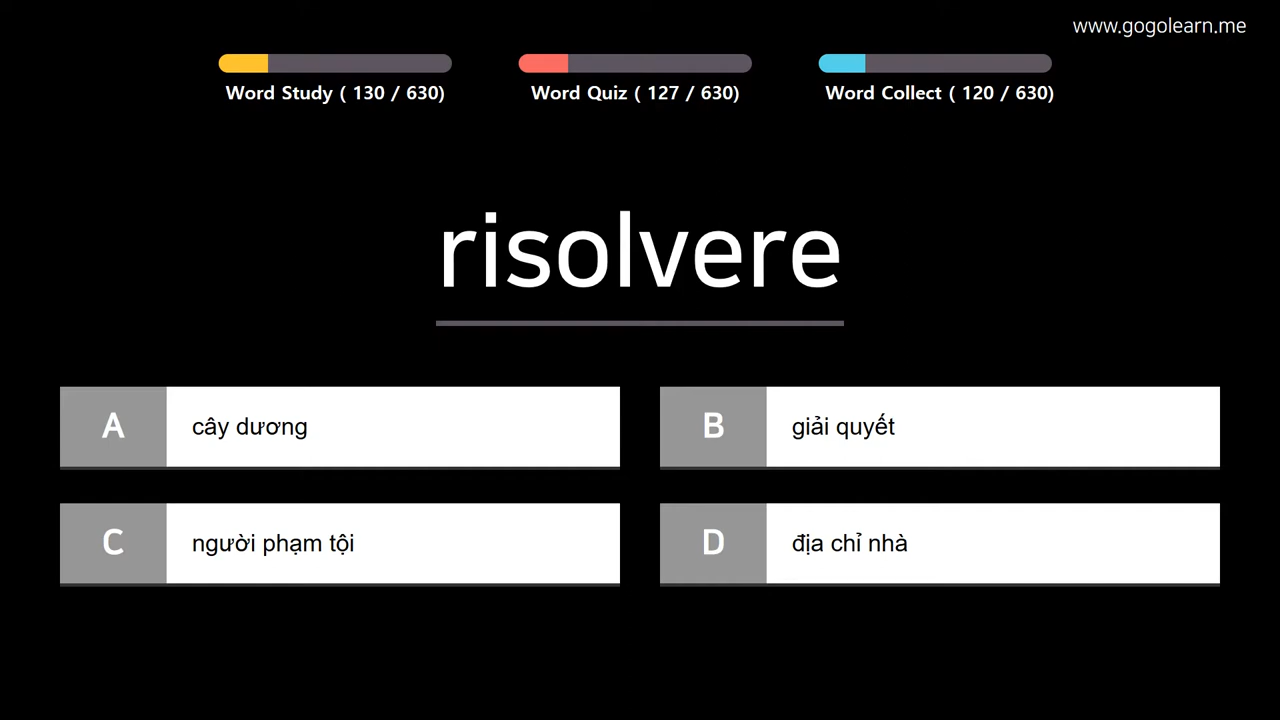 www.gogolearn.me
Word Study ( 130 / 630)
Word Quiz ( 127 / 630)
Word Collect ( 120 / 630)
risolvere
A cây dương
B giải quyết
C người phạm tội
D địa chỉ nhà